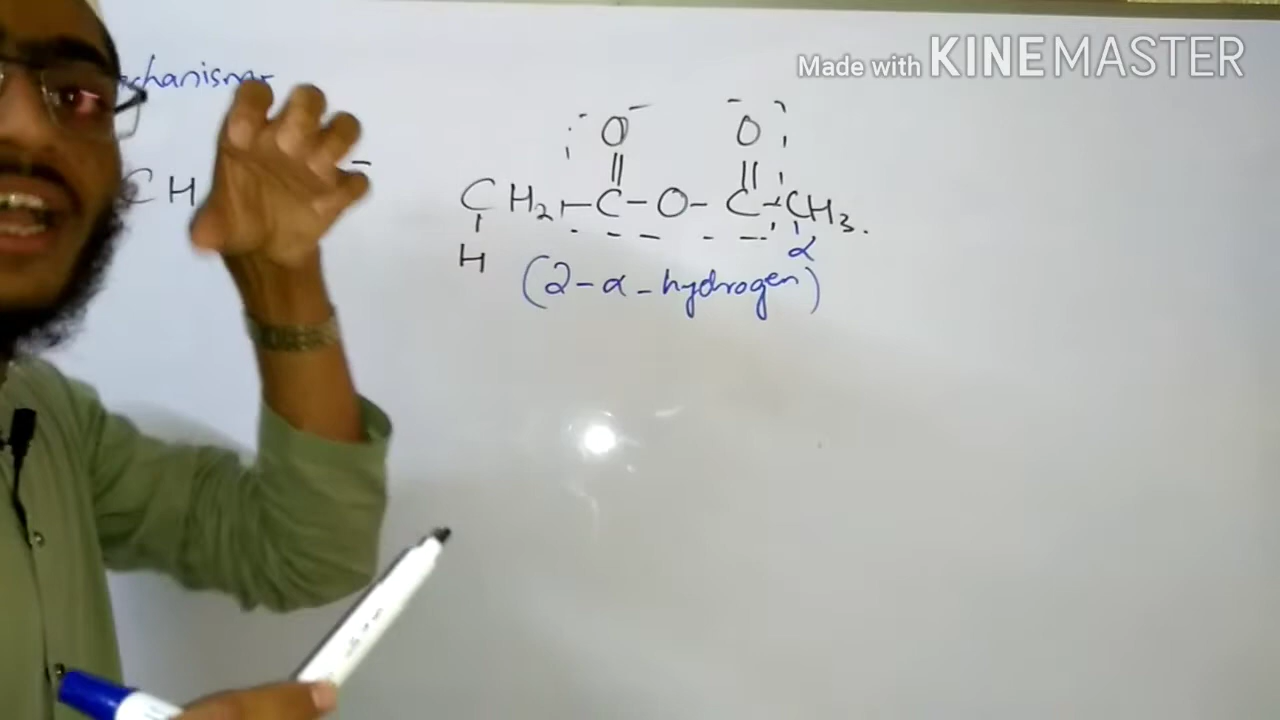 Made with KINEMASTER
chanism
O O
CH CH2-C-O-C-CH3.
H α
(2-α-hydrogen)